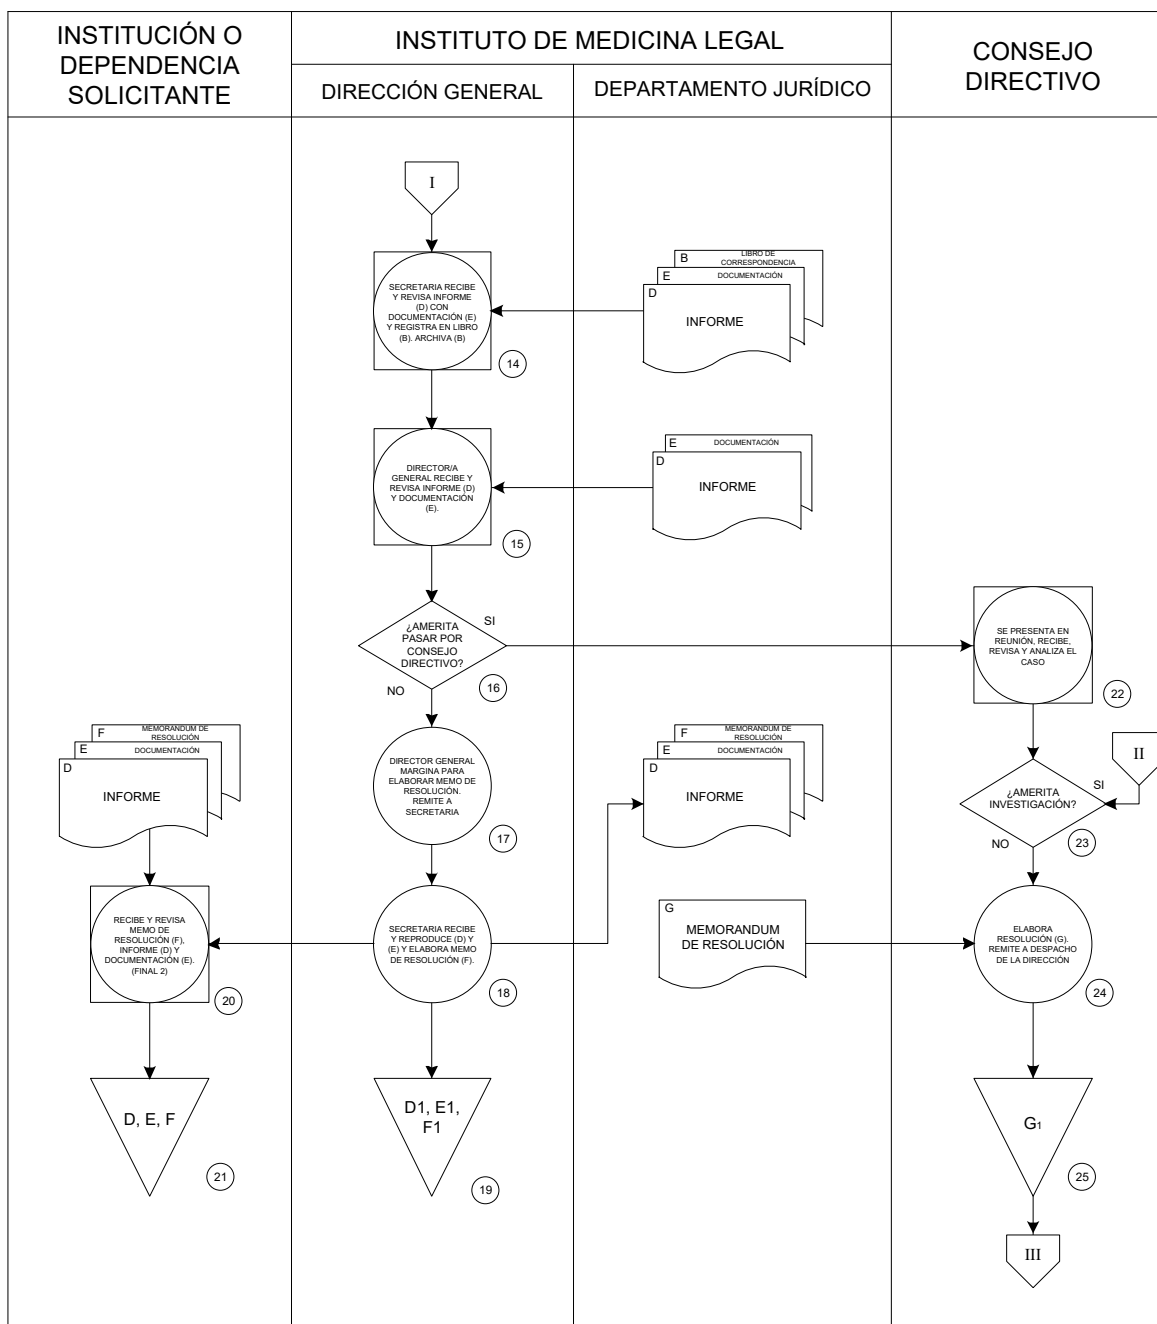 INSTITUCIÓN O
DEPENDENCIA
SOLICITANTE
INSTITUTO DE MEDICINA LEGAL
DIRECCIÓN GENERAL
DEPARTAMENTO JURÍDICO
CONSEJO
DIRECTIVO
I
SECRETARIA RECIBE
Y REVISA INFORME
(D) CON
DOCUMENTACIÓN (E)
Y REGISTRA EN LIBRO
(B). ARCHIVA (B)
14
B
LIBRO DE
CORRESPONDENCIA
E
DOCUMENTACIÓN
D
INFORME
DIRECTOR/A
GENERAL RECIBE Y
REVISA INFORME (D)
Y DOCUMENTACIÓN
(E).
15
E
DOCUMENTACIÓN
D
INFORME
¿AMERITA
PASAR POR
CONSEJO
DIRECTIVO?
SI
NO
16
SE PRESENTA EN
REUNIÓN, RECIBE,
REVISA Y ANALIZA EL
CASO
22
F
MEMORANDUM DE
RESOLUCIÓN
E
DOCUMENTACIÓN
D
INFORME
DIRECTOR GENERAL
MARGINA PARA
ELABORAR MEMO DE
RESOLUCIÓN.
REMITE A
SECRETARIA
17
F
MEMORANDUM DE
RESOLUCIÓN
E
DOCUMENTACIÓN
D
INFORME
II
¿AMERITA
INVESTIGACIÓN?
SI
NO
23
RECIBE Y REVISA
MEMO DE
RESOLUCIÓN (F),
INFORME (D) Y
DOCUMENTACIÓN (E).
(FINAL 2)
20
SECRETARIA RECIBE
Y REPRODUCE (D) Y
(E) Y ELABORA MEMO
DE RESOLUCIÓN (F).
18
G
MEMORANDUM
DE RESOLUCIÓN
ELABORA
RESOLUCIÓN (G).
REMITE A DESPACHO
DE LA DIRECCIÓN
24
D, E, F
21
D1, E1,
F1
19
G1
25
III